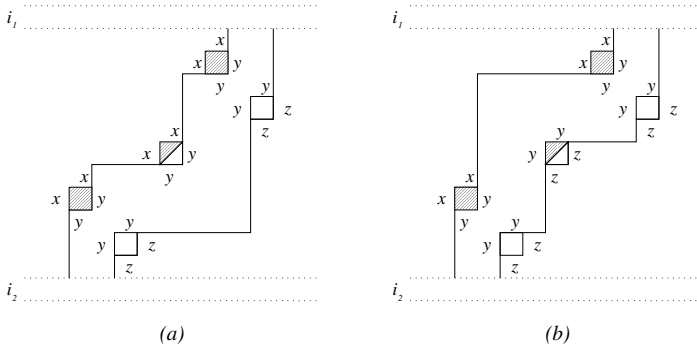 i1 i1
x x
x y x y
y y
y y
y z y z
x z y z
x y y z
y z
x x
x y x y
y y
y y
y z y z
z z
i2 i2
(a) (b)